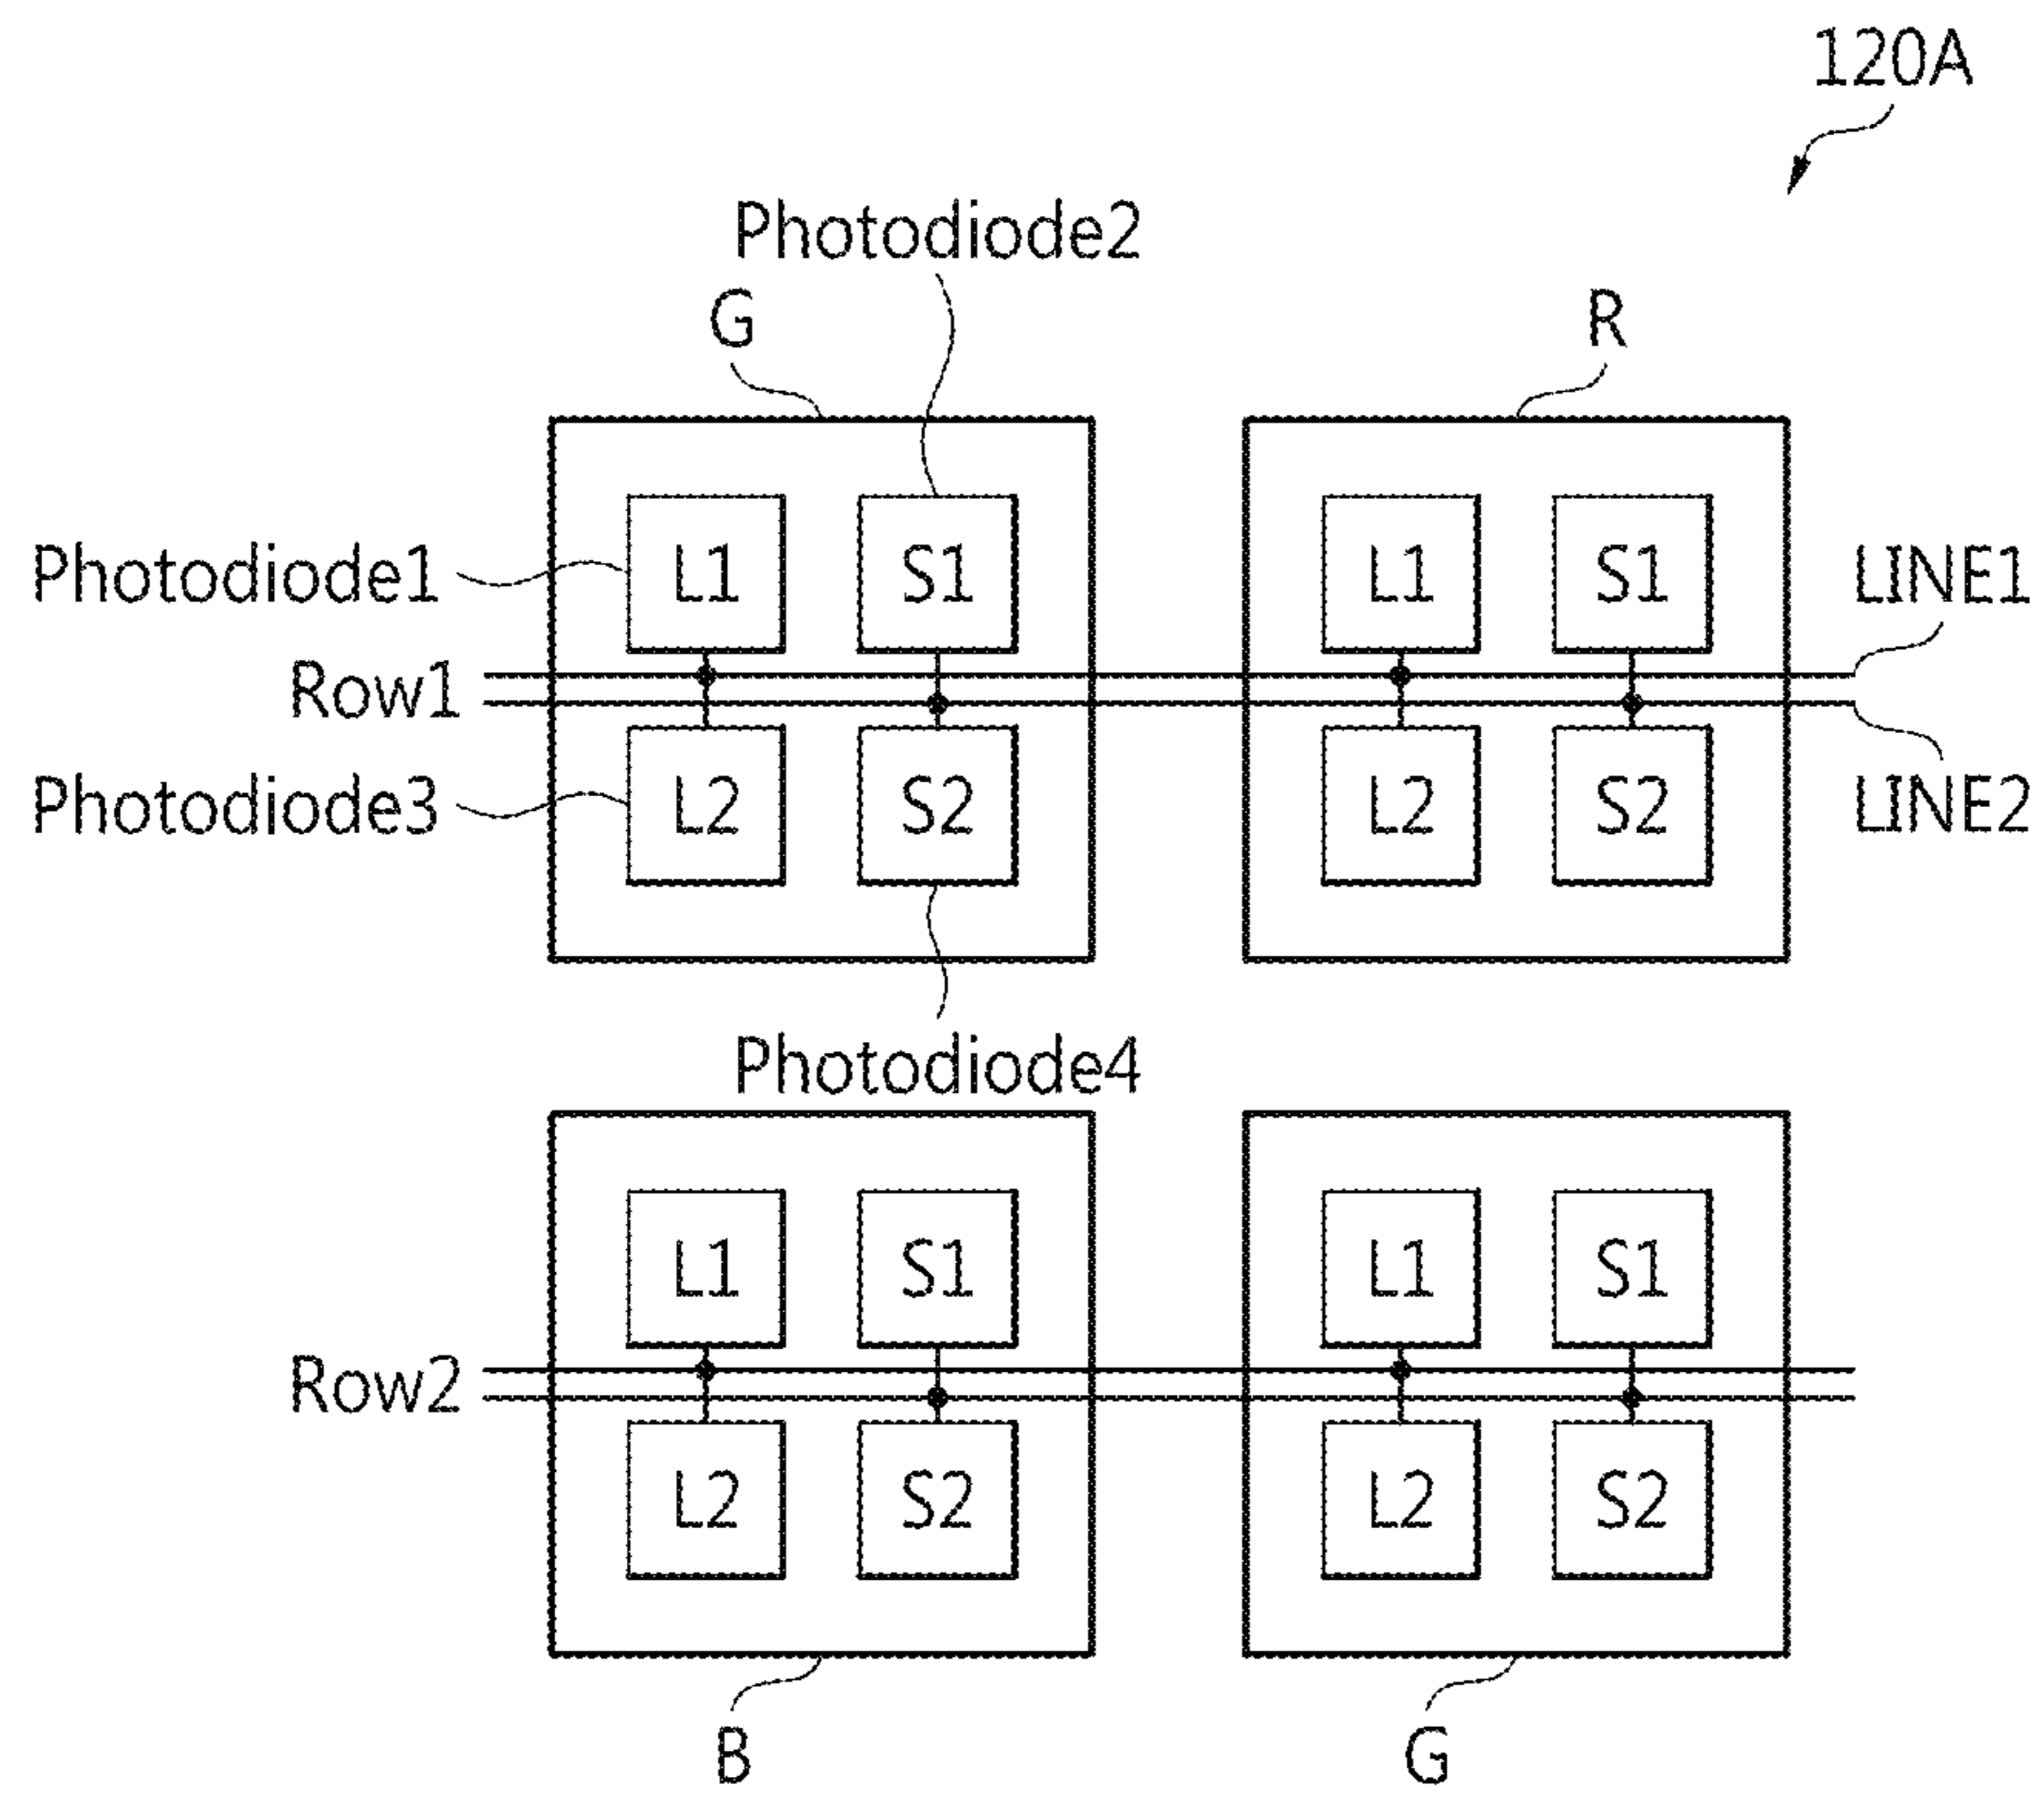 120A
Photodiode2
G
R
Photodiode1
L1
S1
L1
S1
LINE1
Row1
Photodiode3
L2
S2
L2
S2
LINE2
Photodiode4
L1
S1
L1
S1
Row2
L2
S2
L2
S2
B
G